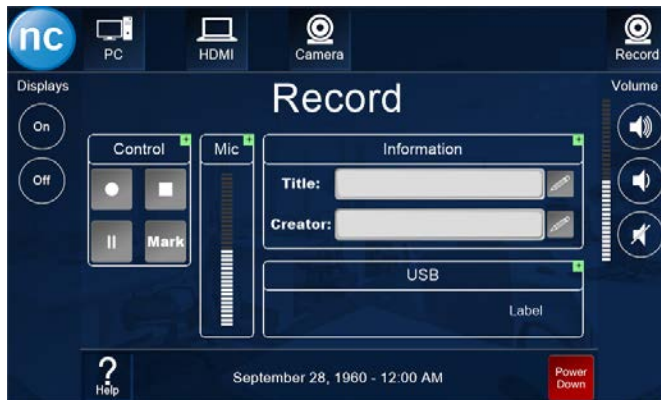 nc
PC
HDMI
Camera
Record
Displays
On
Off
Record
Volume
Control
Mark
Mic
Information
Title:
Creator:
USB
Label
Help
September 28, 1960 - 12:00 AM
Power
Down